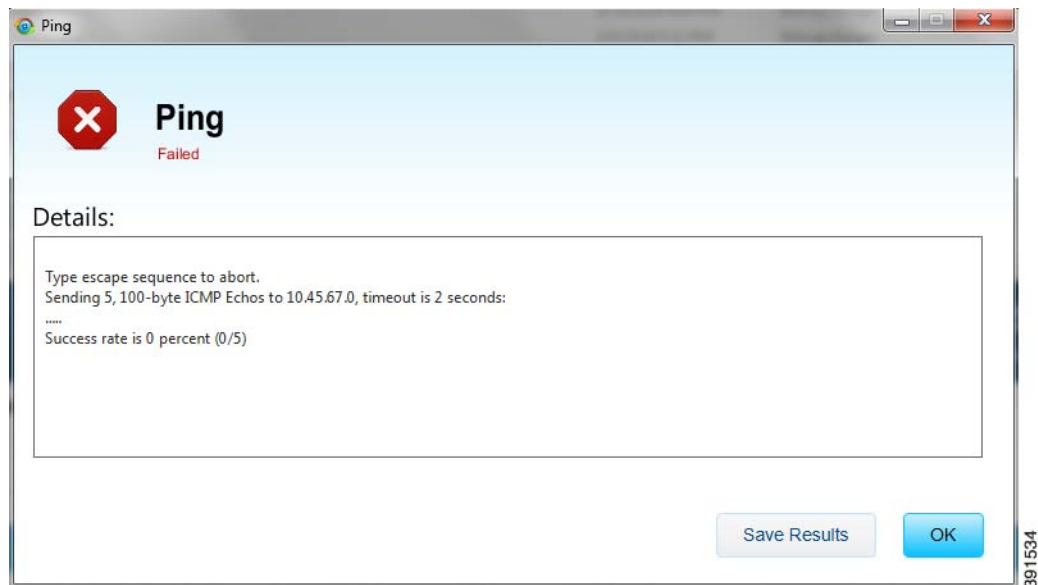 Ping
Ping
Failed
Details:
Type escape sequence to abort.
Sending 5, 100-byte ICMP Echos to 10.45.67.0, timeout is 2 seconds:
.....
Success rate is 0 percent (0/5)
Save Results
OK
391534